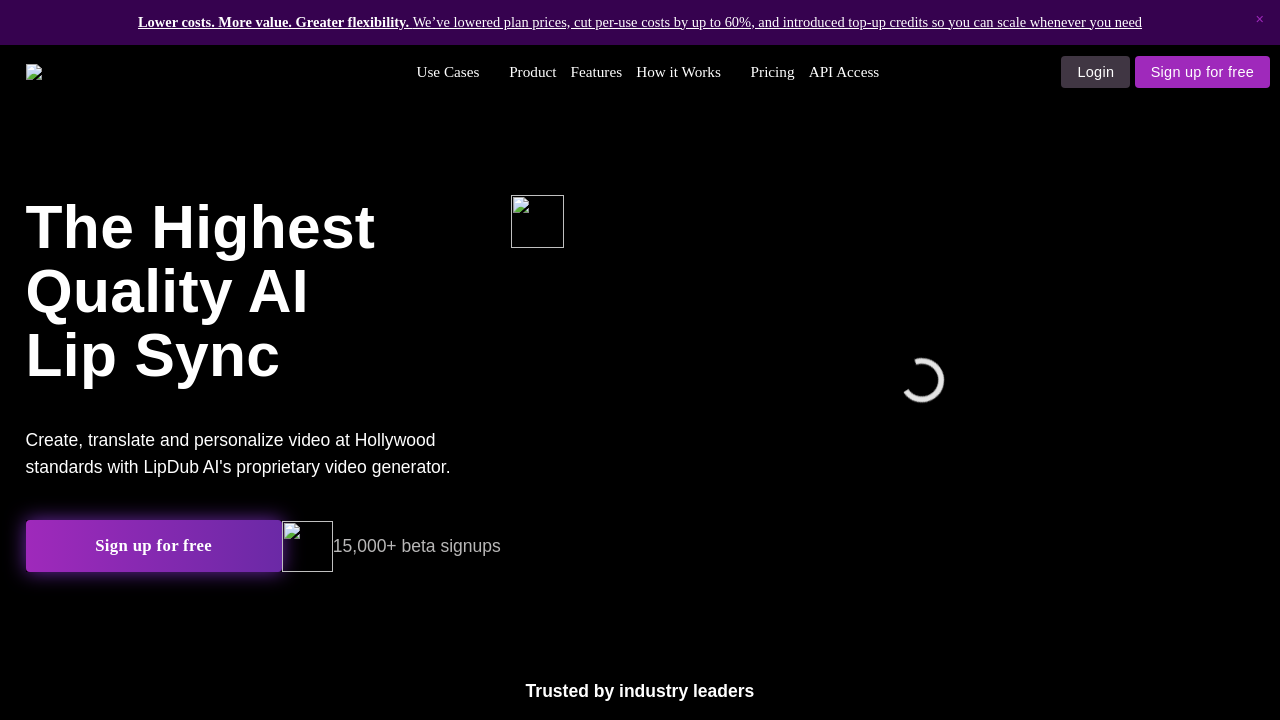 Lower costs. More value. Greater flexibility. We’ve lowered plan prices, cut per-use costs by up to 60%, and introduced top-up credits so you can scale whenever you need
×
Use Cases Product Features How it Works Pricing API Access Login Sign up for free
The Highest
Quality AI
Lip Sync
Create, translate and personalize video at Hollywood
standards with LipDub AI's proprietary video generator.
Sign up for free 15,000+ beta signups
Trusted by industry leaders